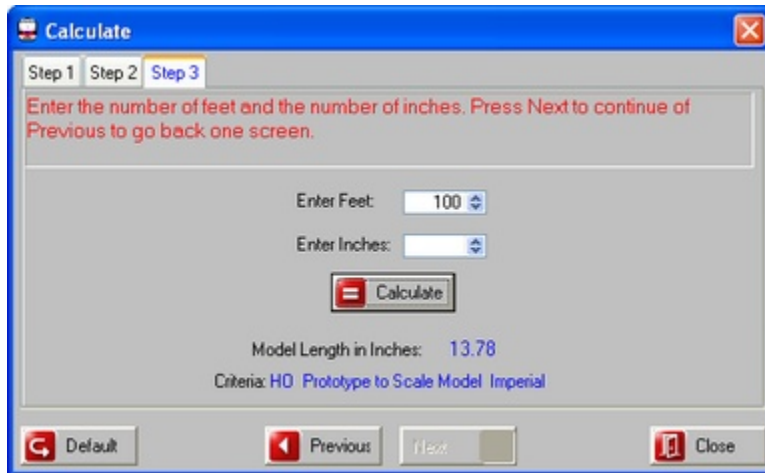 Calculate
Step 1 Step 2 Step 3
Enter the number of feet and the number of inches. Press Next to continue of
Previous to go back one screen.
Enter Feet: 100
Enter Inches:
Calculate
Model Length in Inches: 13.78
Criteria: HO Prototype to Scale Model Imperial
Default Previous Next Close